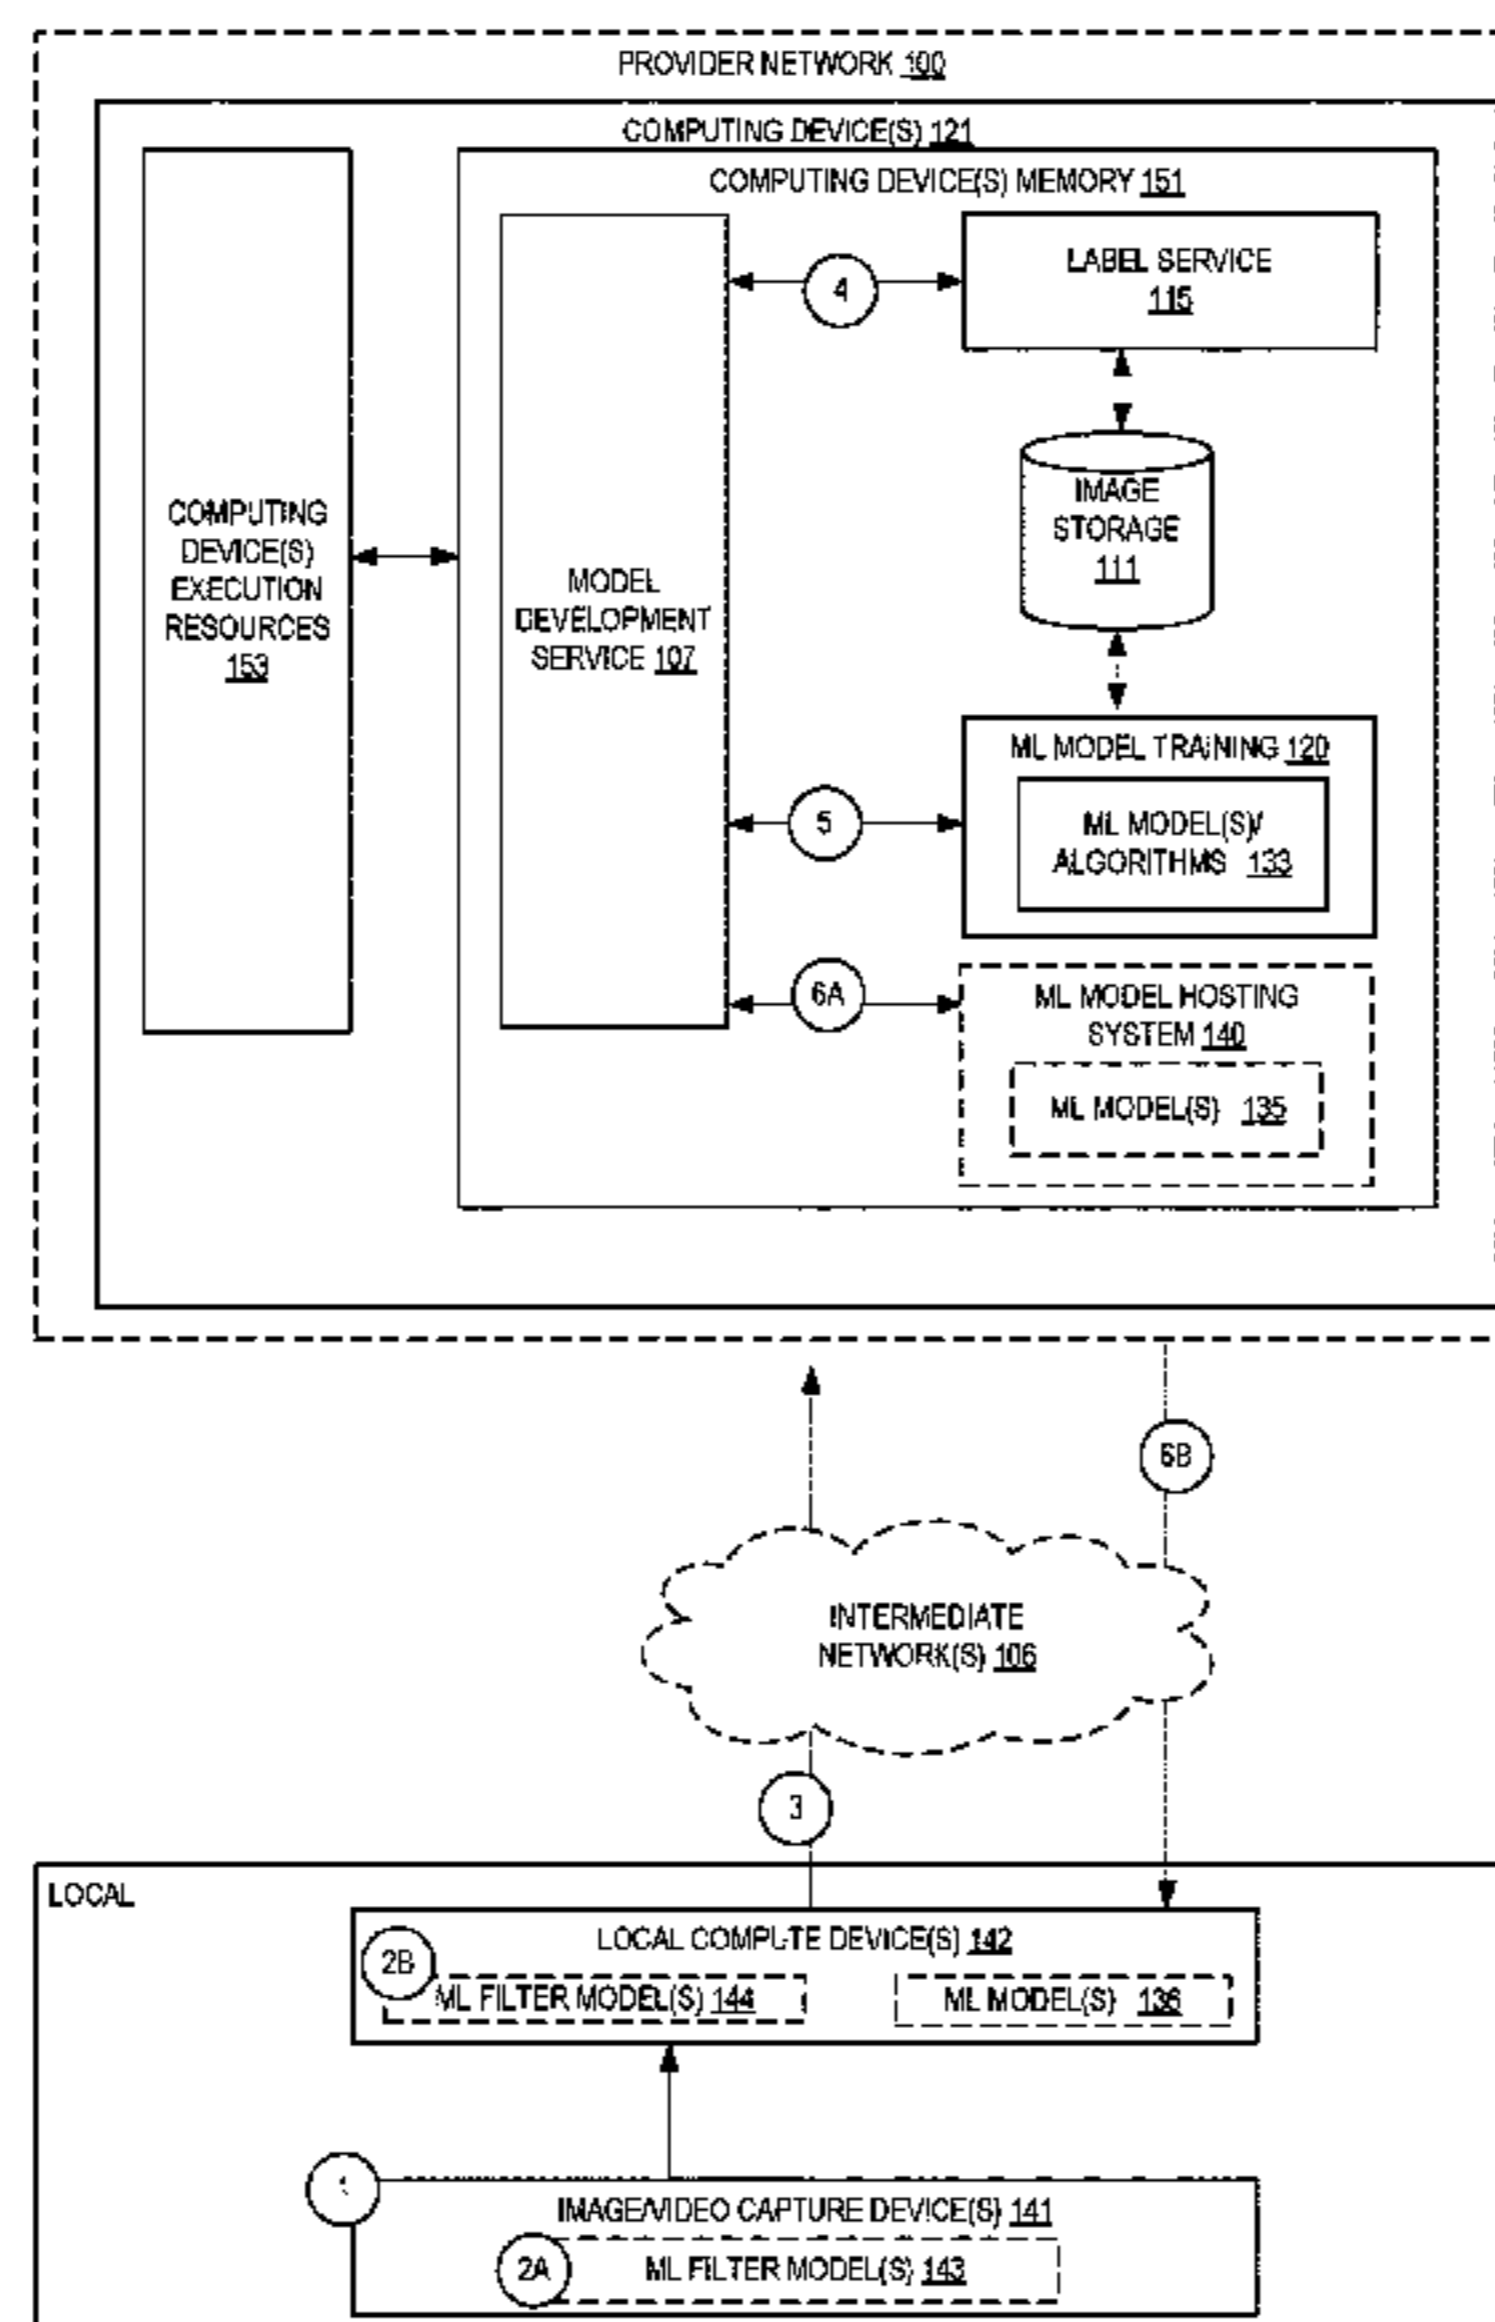 PROVIDER NETWORK 100
COMPUTING DEVICE(S) 121
COMPUTING DEVICE(S) MEMORY 151
COMPUTING
DEVICE(S)
EXECUTION
RESOURCES
153
MODEL
DEVELOPMENT
SERVICE 107
4
LABEL SERVICE
115
IMAGE
STORAGE
111
5
ML MODEL TRAINING 120
ML MODEL(S)/
ALGORITHMS 133
6A
ML MODEL HOSTING
SYSTEM 140
ML MODEL(S) 135
6B
INTERMEDIATE
NETWORK(S) 106
3
LOCAL
LOCAL COMPUTE DEVICE(S) 142
2B
ML FILTER MODEL(S) 144
ML MODEL(S) 136
1
IMAGE/VIDEO CAPTURE DEVICE(S) 141
2A
ML FILTER MODEL(S) 143